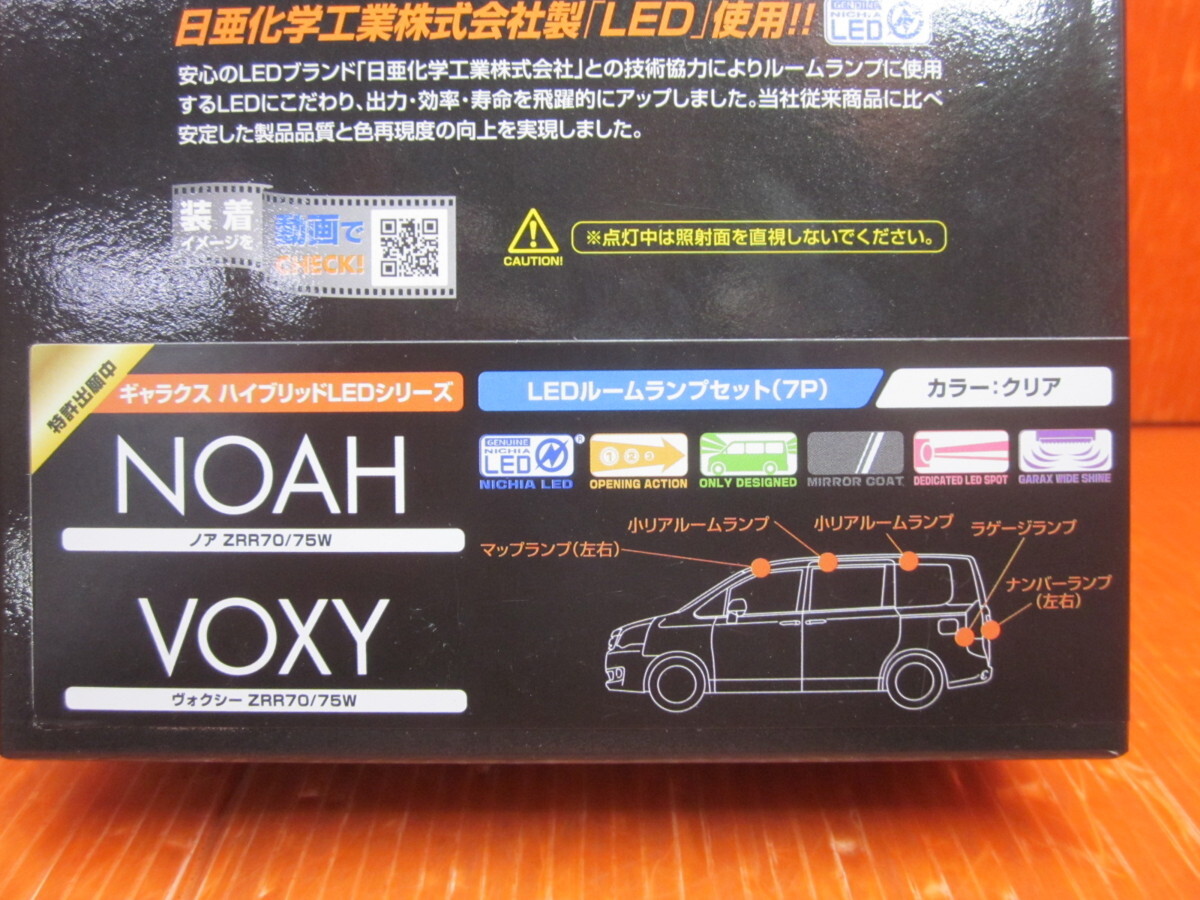 日亜化学工業株式会社製「LED」使用!!
GENUINE
NICHIA
LED
安心のLEDブランド「日亜化学工業株式会社」との技術協力によりルームランプに使用
するLEDにこだわり、出力・効率・寿命を飛躍的にアップしました。当社従来商品に比べ
安定した製品品質と色再現度の向上を実現しました。
装着
イメージを
動画で
CHECK!
CAUTION!
※点灯中は照射面を直視しないでください。
特許出願中
ギャラクス ハイブリッドLEDシリーズ
LEDルームランプセット(7P)
カラー:クリア
NOAH
ノア ZRR70/75W
VOXY
ヴォクシー ZRR70/75W
GENUINE
NICHIA
LED
®
NICHIA LED
1 2 3
OPENING ACTION
ONLY DESIGNED
MIRROR COAT
DEDICATED LED SPOT
GARAX WIDE SHINE
マップランプ(左右)
小リアルームランプ
小リアルームランプ
ラゲージランプ
ナンバーランプ
(左右)